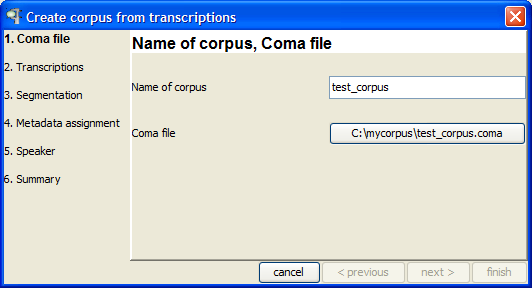 Create corpus from transcriptions
1. Coma file
2. Transcriptions
3. Segmentation
4. Metadata assignment
5. Speaker
6. Summary
Name of corpus, Coma file
Name of corpus
test_corpus
Coma file
C:\mycorpus\test_corpus.coma
cancel
< previous
next >
finish